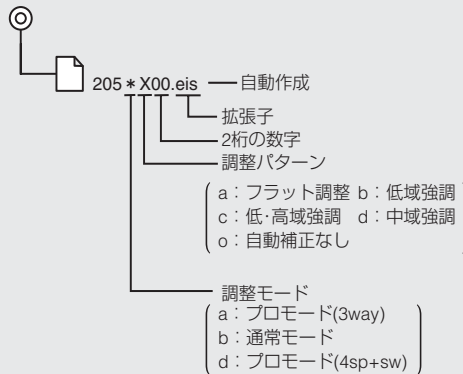 205＊X00.eis 自動作成
拡張子
2桁の数字
調整パターン
a：フラット調整 b：低域強調
c：低･高域強調 d：中域強調
o：自動補正なし
調整モード
a：プロモード(3way)
b：通常モード
d：プロモード(4sp+sw)